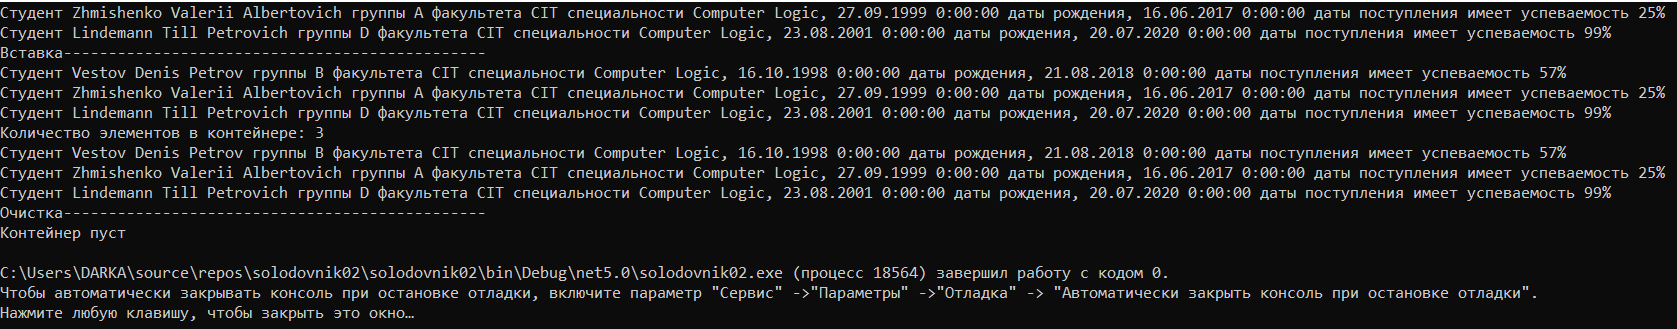 Студент Zhmishenko Valerii Albertovich группы A факультета CIT специальности Computer Logic, 27.09.1999 0:00:00 даты рождения, 16.06.2017 0:00:00 даты поступления имеет успеваемость 25%
Студент Lindemann Till Petrovich группы D факультета CIT специальности Computer Logic, 23.08.2001 0:00:00 даты рождения, 20.07.2020 0:00:00 даты поступления имеет успеваемость 99%
Вставка-----------------------------------------------
Студент Vestov Denis Petrov группы B факультета CIT специальности Computer Logic, 16.10.1998 0:00:00 даты рождения, 21.08.2018 0:00:00 даты поступления имеет успеваемость 57%
Студент Zhmishenko Valerii Albertovich группы A факультета CIT специальности Computer Logic, 27.09.1999 0:00:00 даты рождения, 16.06.2017 0:00:00 даты поступления имеет успеваемость 25%
Студент Lindemann Till Petrovich группы D факультета CIT специальности Computer Logic, 23.08.2001 0:00:00 даты рождения, 20.07.2020 0:00:00 даты поступления имеет успеваемость 99%
Количество элементов в контейнере: 3
Студент Vestov Denis Petrov группы B факультета CIT специальности Computer Logic, 16.10.1998 0:00:00 даты рождения, 21.08.2018 0:00:00 даты поступления имеет успеваемость 57%
Студент Zhmishenko Valerii Albertovich группы A факультета CIT специальности Computer Logic, 27.09.1999 0:00:00 даты рождения, 16.06.2017 0:00:00 даты поступления имеет успеваемость 25%
Студент Lindemann Till Petrovich группы D факультета CIT специальности Computer Logic, 23.08.2001 0:00:00 даты рождения, 20.07.2020 0:00:00 даты поступления имеет успеваемость 99%
Очистка-----------------------------------------------
Контейнер пуст
C:\Users\DARKA\source\repos\solodovnik02\solodovnik02\bin\Debug\net5.0\solodovnik02.exe (процесс 18564) завершил работу с кодом 0.
Чтобы автоматически закрывать консоль при остановке отладки, включите параметр "Сервис" ->"Параметры" ->"Отладка" -> "Автоматически закрыть консоль при остановке отладки".
Нажмите любую клавишу, чтобы закрыть это окно…